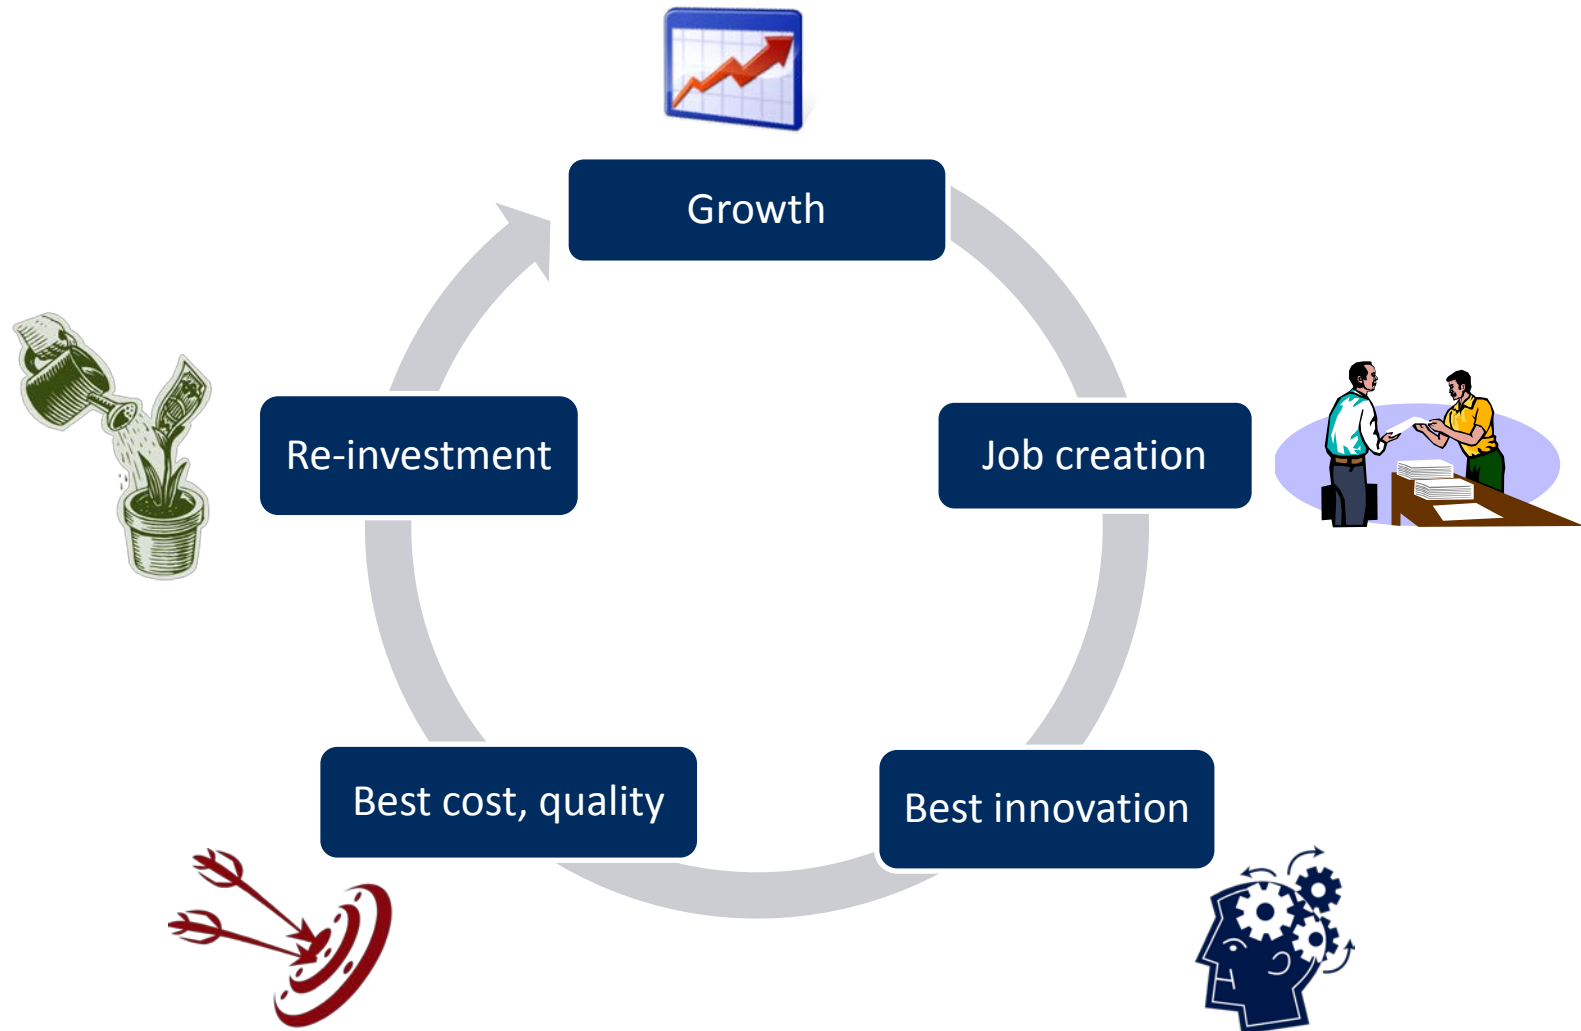 Growth
Job creation
Best innovation
Best cost, quality
Re-investment